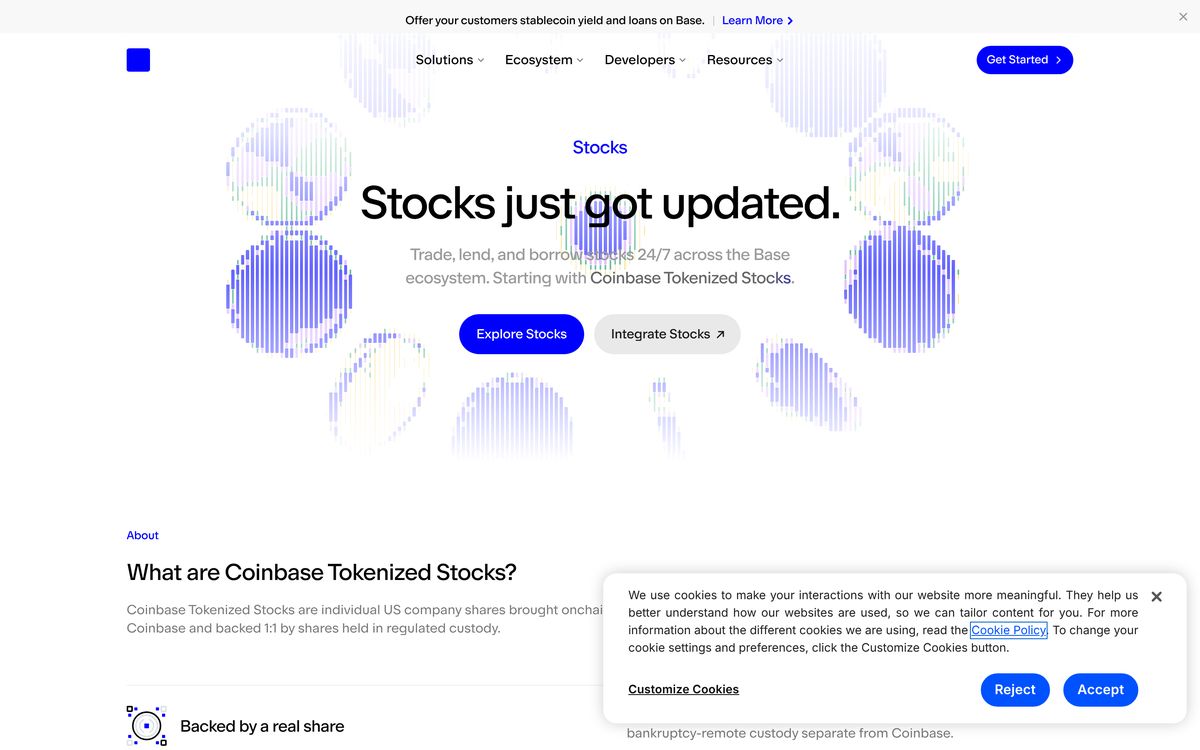 Offer your customers stablecoin yield and loans on Base. Learn More
Solutions Ecosystem Developers Resources Get Started
Stocks
Stocks just got updated.
Trade, lend, and borrow stocks 24/7 across the Base
ecosystem. Starting with Coinbase Tokenized Stocks.
Explore Stocks Integrate Stocks
About
What are Coinbase Tokenized Stocks?
Coinbase Tokenized Stocks are individual US company shares brought
Coinbase and backed 1:1 by shares held in regulated custody.
Backed by a real share
We use cookies to make your interactions with our website more meaningful. They help us
better understand how our websites are used, so we can tailor content for you. For more
information about the different cookies we are using, read the Cookie Policy. To change your
cookie settings and preferences, click the Customize Cookies button.
Customize Cookies Reject Accept
bankruptcy-remote custody separate from Coinbase.